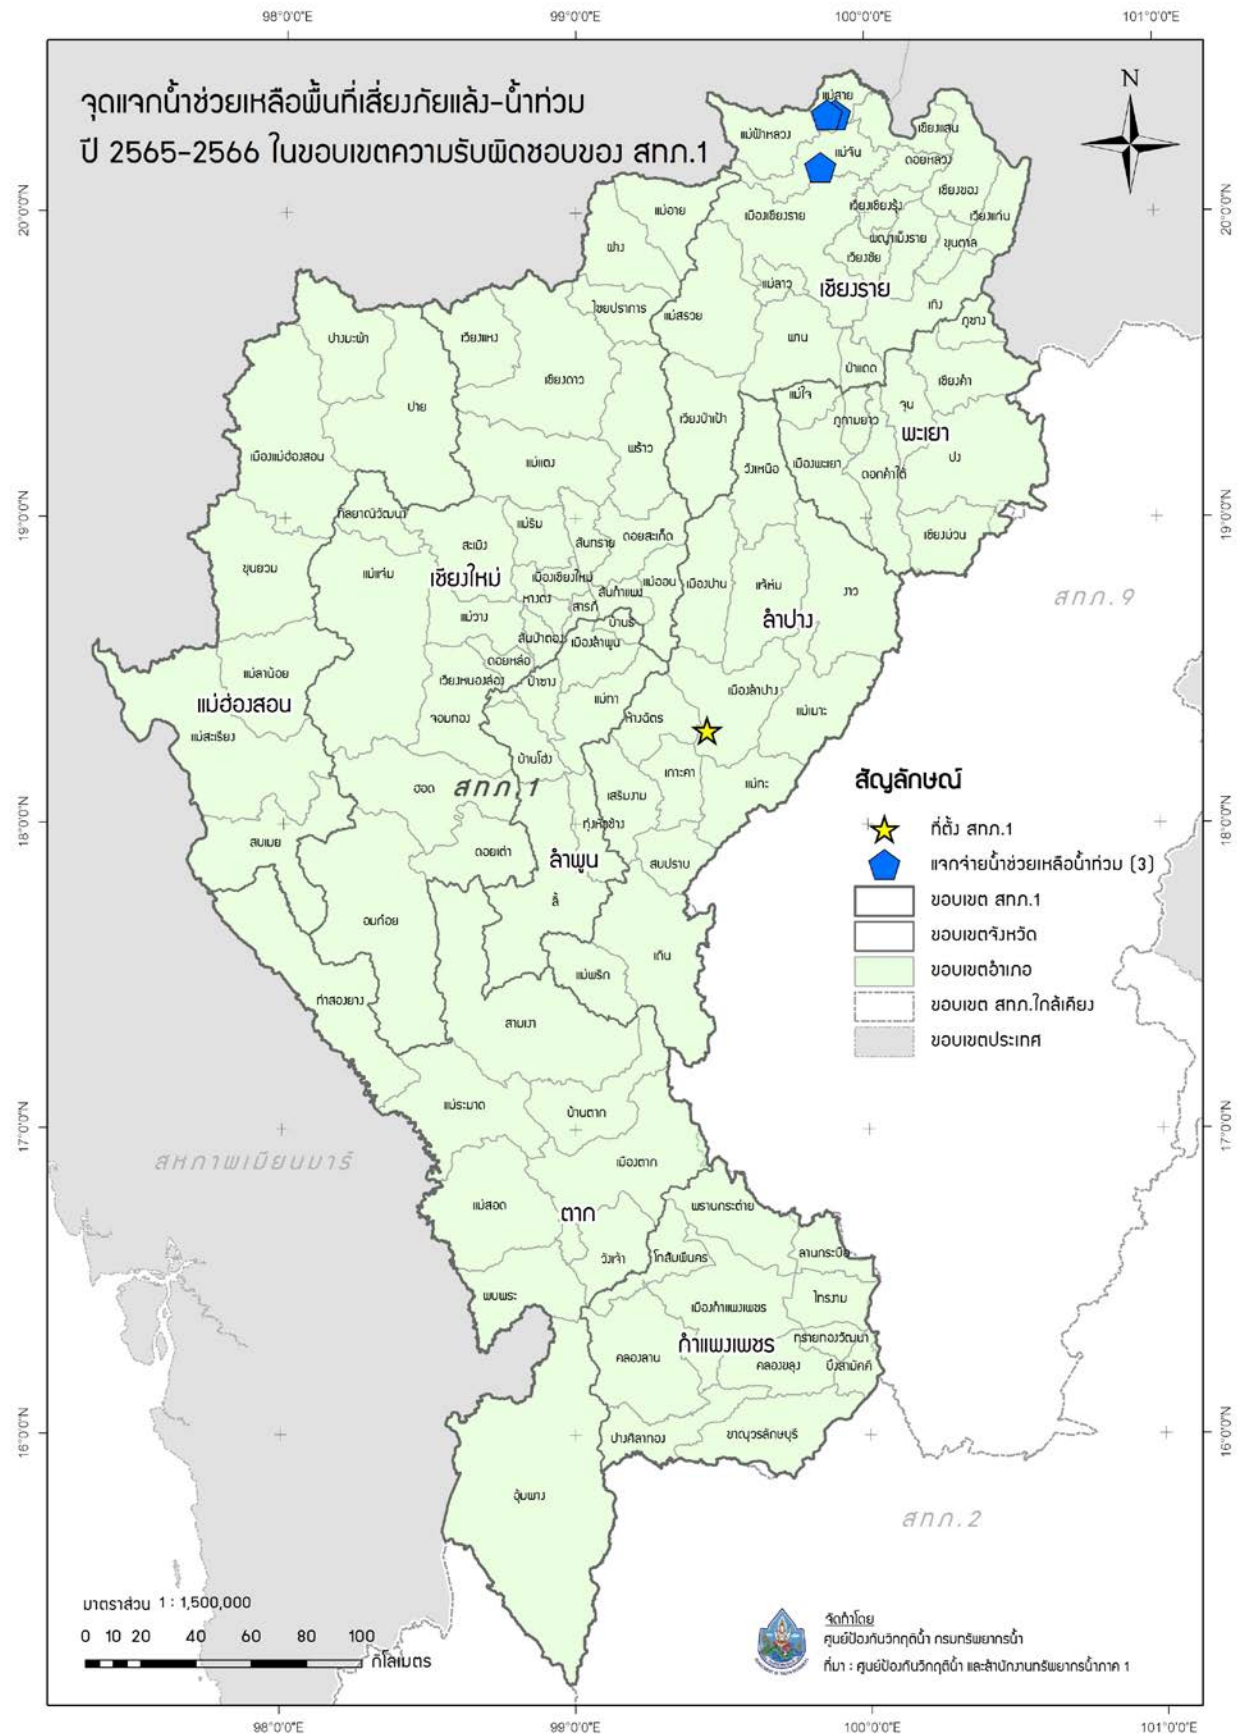 98°0'0"E 99°0'0"E 100°0'0"E 101°0'0"E
จุดแจกน้ำช่วยเหลือพื้นที่เสี่ยงภัยแล้ง-น้ำท่วม
ปี 2565-2566 ในขอบเขตความรับผิดชอบของ สทภ.1
N
แม่สาย
แม่ฟ้าหลวง
เชียงแสน
แม่จัน
ดอยหลวง
เชียงของ
20°0'0"N
แม่อาย
เมืองเชียงราย
เวียงเชียงรุ้ง
เวียงแก่น
20°0'0"N
ฝาง
พญาเม็งราย
ขุนตาล
เวียงชัย
แม่ลาว
เชียงราย
ไชยปราการ
แม่สรวย
เทิง
ภูซาง
ปางมะผ้า
เวียงแหง
พาน
ป่าแดด
เชียงดาว
เชียงคำ
แม่ใจ
ปาย
จุน
เวียงป่าเป้า
ภูกามยาว
พะเยา
พร้าว
เมืองแม่ฮ่องสอน
แม่แตง
ปง
วังเหนือ
เมืองพะเยา
ดอกคำใต้
19°0'0"N
กัลยาณิวัฒนา
แม่ริม
19°0'0"N
สะเมิง
สันทราย
ดอยสะเก็ด
เชียงม่วน
ขุนยวม
แม่แจ่ม
เชียงใหม่
เมืองเชียงใหม่
แม่ออน
เมืองปาน
แจ้ห่ม
งาว
สันกำแพง
หางดง
สารภี
สทภ.9
แม่วาง
บ้านธิ
ลำปาง
สันป่าตอง
เมืองลำพูน
ดอยหล่อ
แม่ลาน้อย
เวียงหนองล่อง
ป่าซาง
เมืองลำปาง
แม่ฮ่องสอน
แม่ทา
แม่เมาะ
จอมทอง
ห้างฉัตร
แม่สะเรียง
บ้านโฮ่ง
เกาะคา
สัญลักษณ์
ฮอด
สทภ.1
เสริมงาม
แม่ทะ
18°0'0"N
ทุ่งหัวช้าง
ที่ตั้ง สทภ.1
18°0'0"N
สบเมย
ดอยเต่า
ลำพูน
สบปราบ
แจกจ่ายน้ำช่วยเหลือน้ำท่วม (3)
ลี้
ขอบเขต สทภ.1
อมก๋อย
ขอบเขตจังหวัด
เถิน
แม่พริก
ขอบเขตอำเภอ
ท่าสองยาง
ขอบเขต สทภ.ใกล้เคียง
สามเงา
ขอบเขตประเทศ
แม่ระมาด
บ้านตาก
17°0'0"N
17°0'0"N
สหภาพเมียนมาร์
เมืองตาก
แม่สอด
พรานกระต่าย
ตาก
วังเจ้า
โกสัมพีนคร
ลานกระบือ
พบพระ
เมืองกำแพงเพชร
ไทรงาม
กำแพงเพชร
ทรายทองวัฒนา
คลองลาน
คลองขลุง
บึงสามัคคี
16°0'0"N
ปางศิลาทอง
ขาณุวรลักษบุรี
16°0'0"N
อุ้มผาง
สทภ.2
มาตราส่วน 1 : 1,500,000
0 10 20 40 60 80 100
กิโลเมตร
จัดทำโดย
ศูนย์ป้องกันวิกฤติน้ำ กรมทรัพยากรน้ำ
ที่มา : ศูนย์ป้องกันวิกฤติน้ำ และสำนักงานทรัพยากรน้ำภาค 1
98°0'0"E 99°0'0"E 100°0'0"E 101°0'0"E